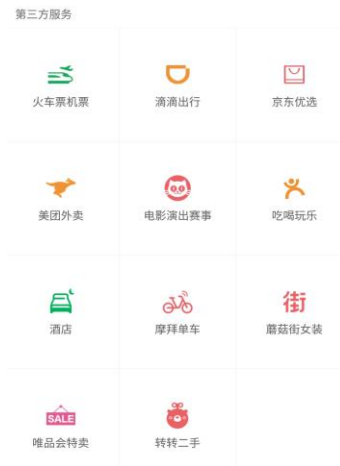 第三方服务
火车票机票
滴滴出行
京东优选
美团外卖
电影演出赛事
吃喝玩乐
酒店
摩拜单车
街
蘑菇街女装
SALE
唯品会特卖
转转二手